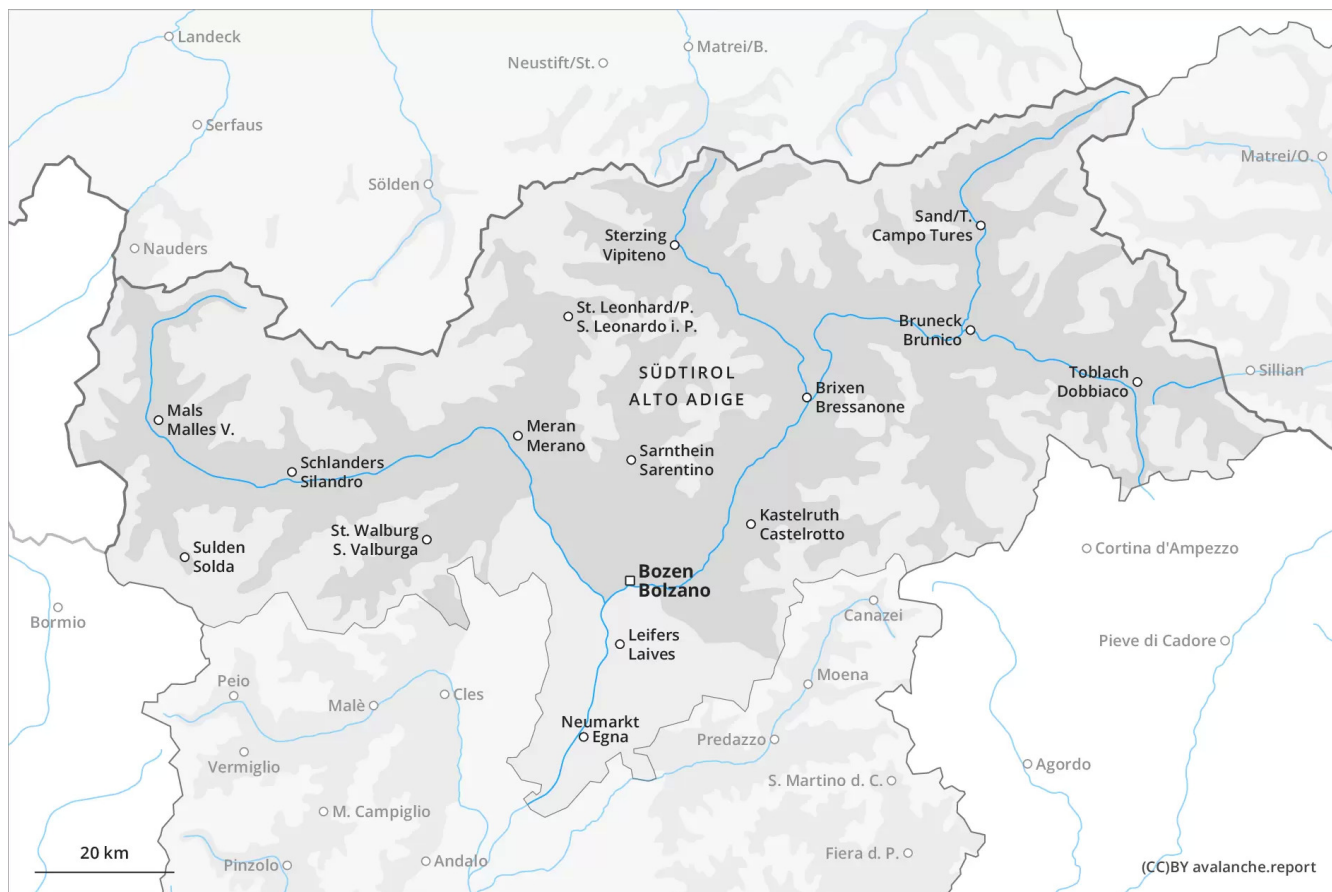 Landeck
Matrei/B.
Neustift/St.
Serfaus
Matrei/O.
Sölden
Sand/T.
Campo Tures
Nauders
Sterzing
Vipiteno
St. Leonhard/P.
S. Leonardo i. P.
Bruneck
Brunico
SÜDTIROL
ALTO ADIGE
Toblach
Dobbiaco
Sillian
Brixen
Bressanone
Mals
Malles V.
Meran
Merano
Sarnthein
Sarentino
Schlanders
Silandro
Kastelruth
Castelrotto
St. Walburg
S. Valburga
Sulden
Solda
Cortina d'Ampezzo
Bozen
Bolzano
Bormio
Canazei
Leifers
Laives
Pieve di Cadore
Moena
Peio
Cles
Malè
Neumarkt
Egna
Predazzo
Vermiglio
Agordo
S. Martino d. C.
M. Campiglio
20 km
Pinzolo
Andalo
Fiera d. P.
(CC)BY avalanche.report